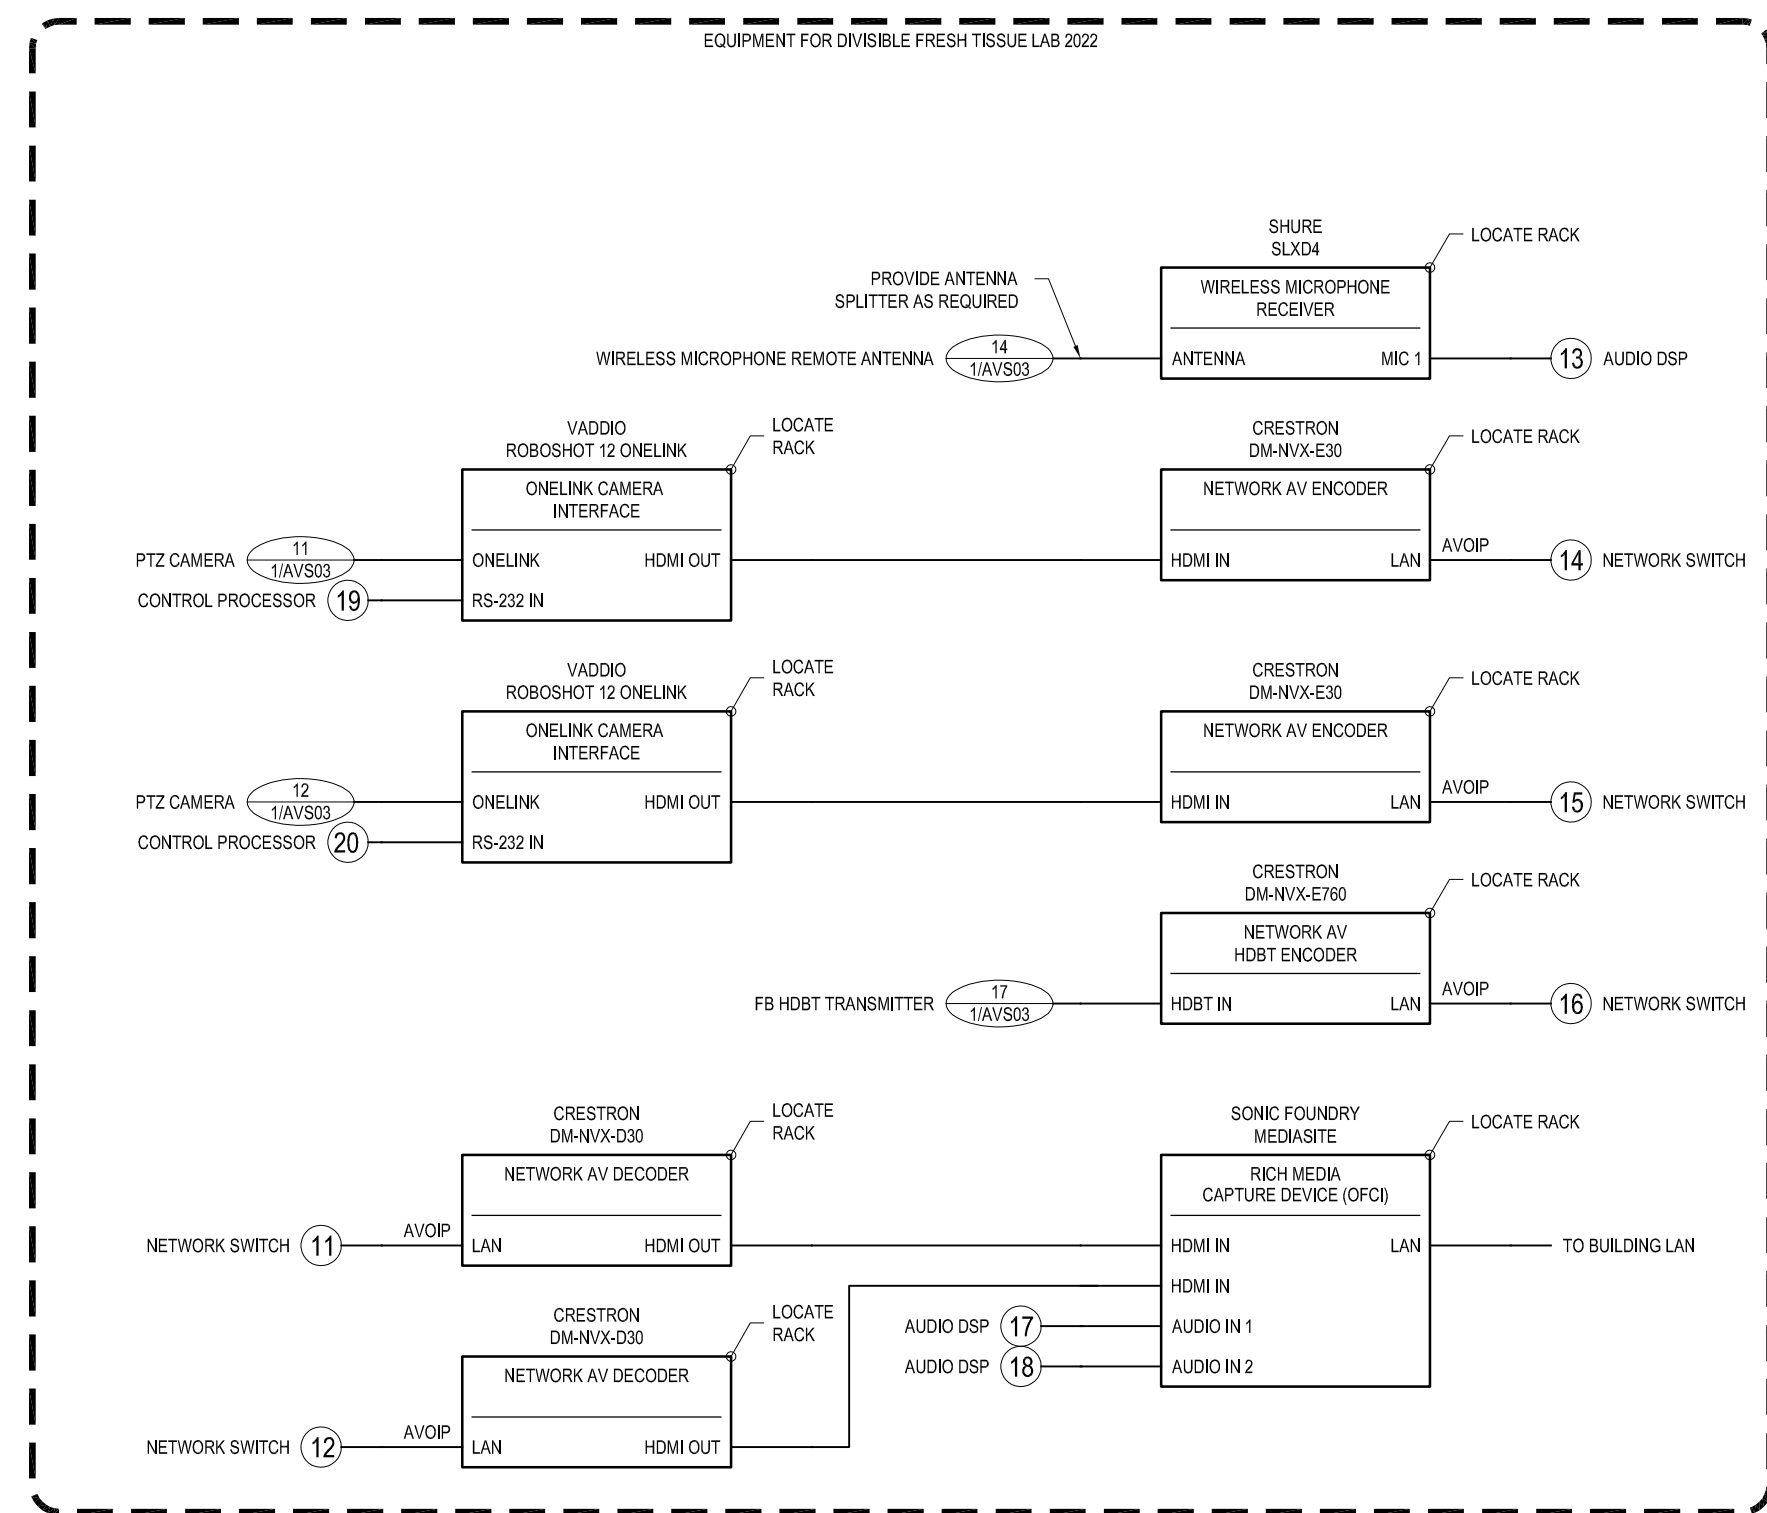 EQUIPMENT FOR DIVISIBLE FRESH TISSUE LAB 2022
SHURE
SLXD4
LOCATE RACK
PROVIDE ANTENNA
SPLITTER AS REQUIRED
WIRELESS MICROPHONE
RECEIVER
WIRELESS MICROPHONE REMOTE ANTENNA
14
1/AVS03
ANTENNA
MIC 1
13
AUDIO DSP
VADDIO
ROBOSHOT 12 ONELINK
LOCATE
RACK
CRESTRON
DM-NVX-E30
LOCATE RACK
ONELINK CAMERA
INTERFACE
NETWORK AV ENCODER
PTZ CAMERA
11
1/AVS03
ONELINK
HDMI OUT
HDMI IN
LAN
AVOIP
14
NETWORK SWITCH
CONTROL PROCESSOR
19
RS-232 IN
VADDIO
ROBOSHOT 12 ONELINK
LOCATE
RACK
CRESTRON
DM-NVX-E30
LOCATE RACK
ONELINK CAMERA
INTERFACE
NETWORK AV ENCODER
PTZ CAMERA
12
1/AVS03
ONELINK
HDMI OUT
HDMI IN
LAN
AVOIP
15
NETWORK SWITCH
CONTROL PROCESSOR
20
RS-232 IN
CRESTRON
DM-NVX-E760
LOCATE RACK
NETWORK AV
HDBT ENCODER
FB HDBT TRANSMITTER
17
1/AVS03
HDBT IN
LAN
AVOIP
16
NETWORK SWITCH
CRESTRON
DM-NVX-D30
LOCATE
RACK
SONIC FOUNDRY
MEDIASITE
LOCATE RACK
NETWORK AV DECODER
RICH MEDIA
CAPTURE DEVICE (OFCI)
NETWORK SWITCH
11
AVOIP
LAN
HDMI OUT
HDMI IN
LAN
TO BUILDING LAN
HDMI IN
CRESTRON
DM-NVX-D30
LOCATE
RACK
AUDIO DSP
17
AUDIO IN 1
AUDIO DSP
18
AUDIO IN 2
NETWORK AV DECODER
NETWORK SWITCH
12
AVOIP
LAN
HDMI OUT